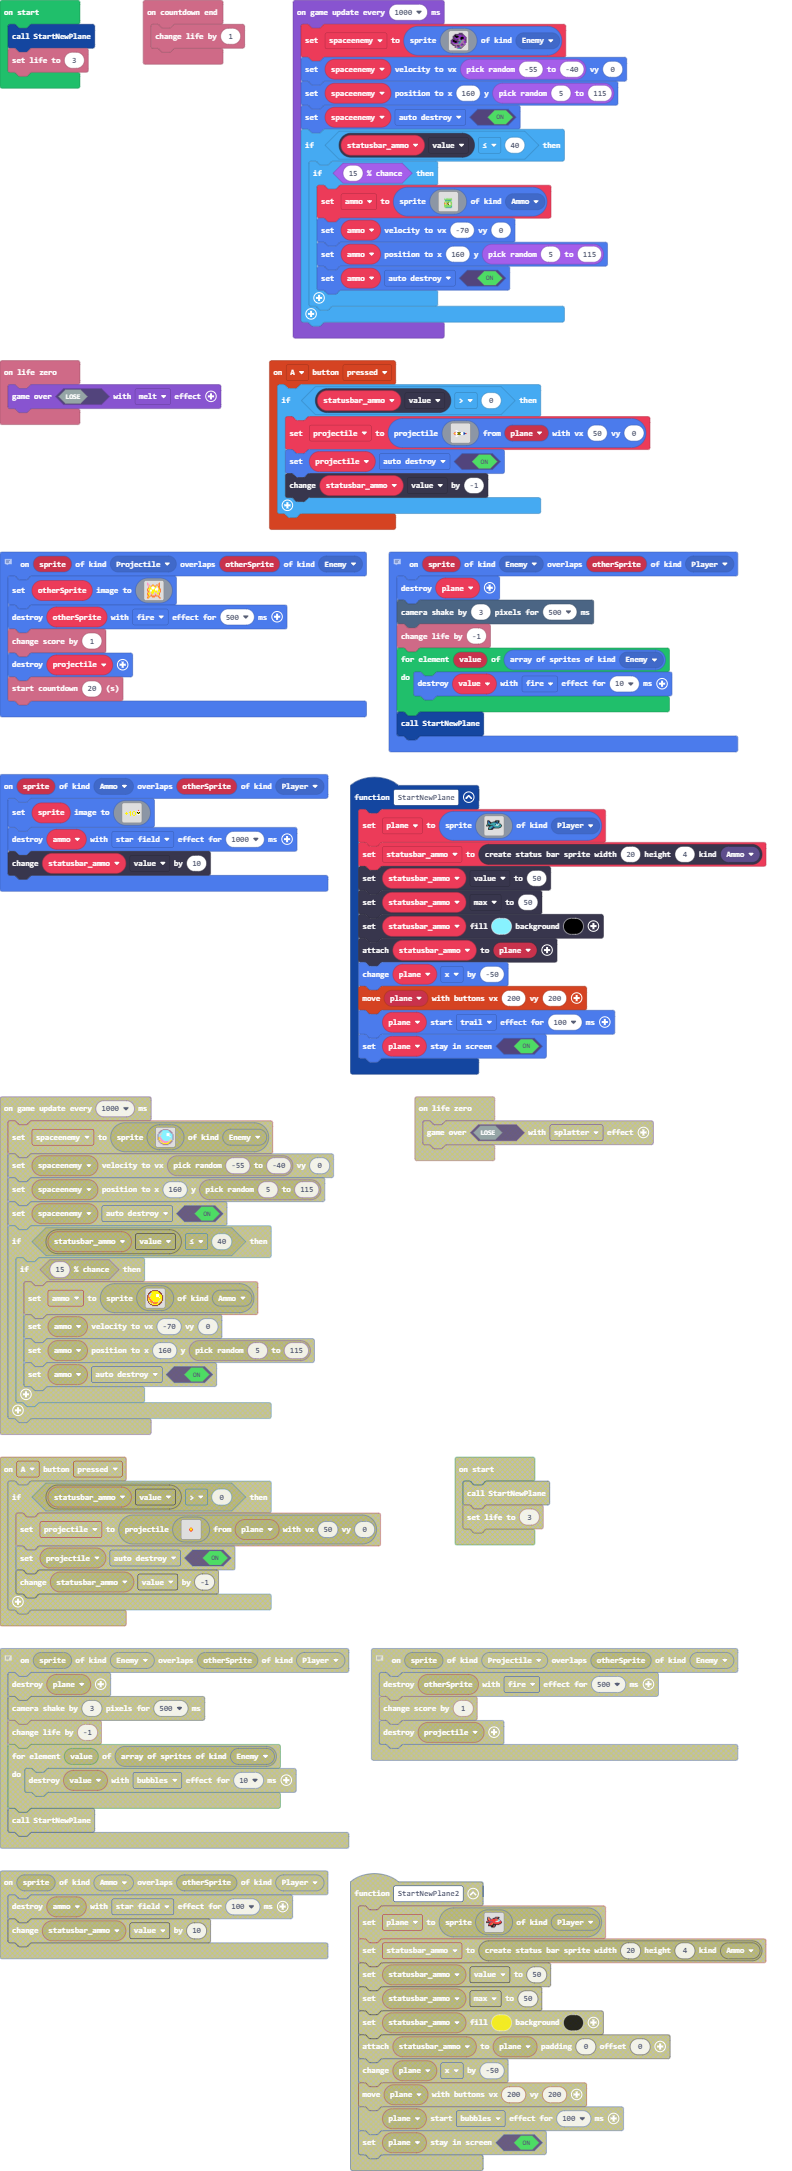 on start
call StartNewPlane
set life to 3
on countdown end
change life by 1
on game update every 1000 ms
set spaceenemy to sprite of kind Enemy
set spaceenemy velocity to vx pick random -55 to -40 vy 0
set spaceenemy position to x 160 y pick random 5 to 115
set spaceenemy auto destroy ON
if statusbar_ammo value ≤ 40 then
if 15 % chance then
set ammo to sprite of kind Ammo
set ammo velocity to vx -70 vy 0
set ammo position to x 160 y pick random 5 to 115
set ammo auto destroy ON
on life zero
game over LOSE with melt effect
on A button pressed
if statusbar_ammo value > 0 then
set projectile to projectile from plane with vx 50 vy 0
set projectile auto destroy ON
change statusbar_ammo value by -1
on sprite of kind Projectile overlaps otherSprite of kind Enemy
set otherSprite image to
destroy otherSprite with fire effect for 500 ms
change score by 1
destroy projectile
start countdown 20 (s)
on sprite of kind Enemy overlaps otherSprite of kind Player
destroy plane
camera shake by 3 pixels for 500 ms
change life by -1
for element value of array of sprites of kind Enemy
do destroy value with fire effect for 10 ms
call StartNewPlane
on sprite of kind Ammo overlaps otherSprite of kind Player
set sprite image to
destroy ammo with star field effect for 1000 ms
change statusbar_ammo value by 10
function StartNewPlane
set plane to sprite of kind Player
set statusbar_ammo to create status bar sprite width 20 height 4 kind Ammo
set statusbar_ammo value to 50
set statusbar_ammo max to 50
set statusbar_ammo fill background
attach statusbar_ammo to plane
change plane x by -50
move plane with buttons vx 200 vy 200
plane start trail effect for 100 ms
set plane stay in screen ON
on game update every 1000 ms
set spaceenemy to sprite of kind Enemy
set spaceenemy velocity to vx pick random -55 to -40 vy 0
set spaceenemy position to x 160 y pick random 5 to 115
set spaceenemy auto destroy ON
if statusbar_ammo value ≤ 40 then
if 15 % chance then
set ammo to sprite of kind Ammo
set ammo velocity to vx -70 vy 0
set ammo position to x 160 y pick random 5 to 115
set ammo auto destroy ON
on life zero
game over LOSE with splatter effect
on A button pressed
if statusbar_ammo value > 0 then
set projectile to projectile from plane with vx 50 vy 0
set projectile auto destroy ON
change statusbar_ammo value by -1
on start
call StartNewPlane
set life to 3
on sprite of kind Enemy overlaps otherSprite of kind Player
destroy plane
camera shake by 3 pixels for 500 ms
change life by -1
for element value of array of sprites of kind Enemy
do destroy value with bubbles effect for 10 ms
call StartNewPlane
on sprite of kind Projectile overlaps otherSprite of kind Enemy
destroy otherSprite with fire effect for 500 ms
change score by 1
destroy projectile
on sprite of kind Ammo overlaps otherSprite of kind Player
destroy ammo with star field effect for 100 ms
change statusbar_ammo value by 10
function StartNewPlane2
set plane to sprite of kind Player
set statusbar_ammo to create status bar sprite width 20 height 4 kind Ammo
set statusbar_ammo value to 50
set statusbar_ammo max to 50
set statusbar_ammo fill background
attach statusbar_ammo to plane padding 0 offset 0
change plane x by -50
move plane with buttons vx 200 vy 200
plane start bubbles effect for 100 ms
set plane stay in screen ON